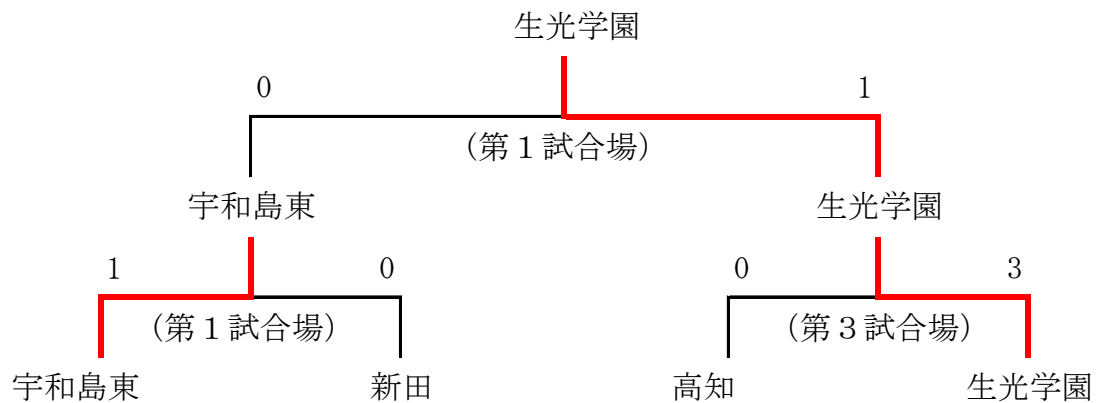 生光学園
0 1
（第１試合場）
宇和島東 生光学園
1 0 0 3
（第１試合場） （第３試合場）
宇和島東 新田 高知 生光学園